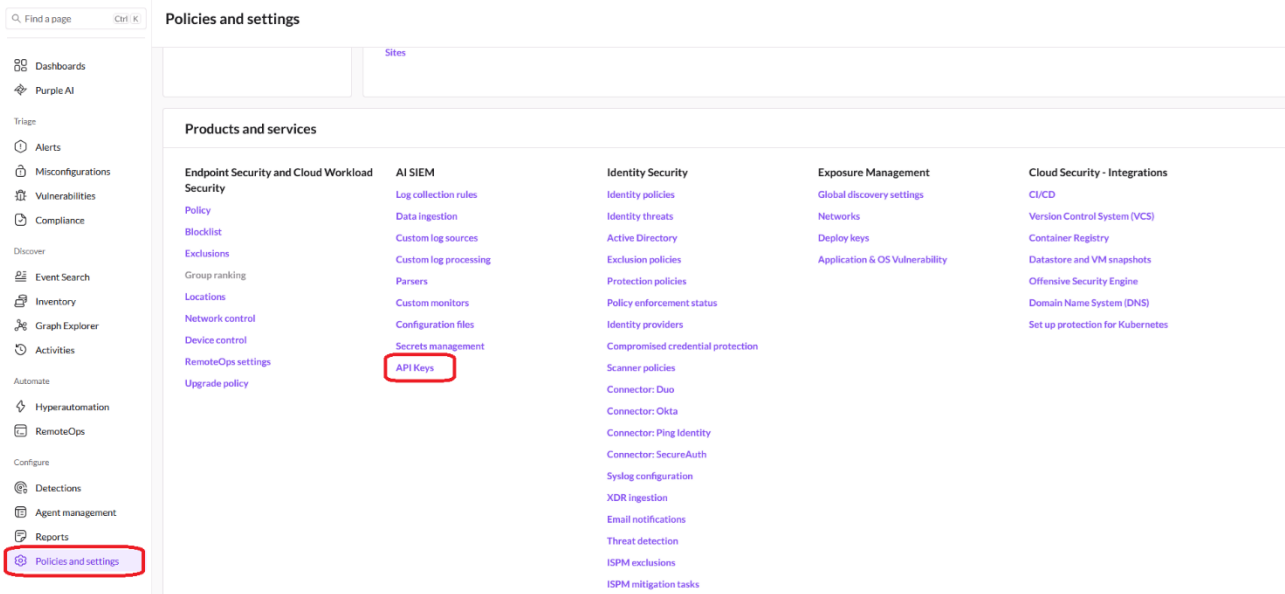 Find a page
Ctrl K
Policies and settings
Dashboards
Purple AI
Triage
Alerts
Misconfigurations
Vulnerabilities
Compliance
Discover
Event Search
Inventory
Graph Explorer
Activities
Automate
Hyperautomation
RemoteOps
Configure
Detections
Agent management
Reports
Policies and settings
Sites
Products and services
Endpoint Security and Cloud Workload
Security
Policy
Blocklist
Exclusions
Group ranking
Locations
Network control
Device control
RemoteOps settings
Upgrade policy
AI SIEM
Log collection rules
Data ingestion
Custom log sources
Custom log processing
Parsers
Custom monitors
Configuration files
Secrets management
API Keys
Identity Security
Identity policies
Identity threats
Active Directory
Exclusion policies
Protection policies
Policy enforcement status
Identity providers
Compromised credential protection
Scanner policies
Connector: Duo
Connector: Okta
Connector: Ping Identity
Connector: SecureAuth
Syslog configuration
XDR ingestion
Email notifications
Threat detection
ISPM exclusions
ISPM mitigation tasks
Exposure Management
Global discovery settings
Networks
Deploy keys
Application & OS Vulnerability
Cloud Security - Integrations
CI/CD
Version Control System (VCS)
Container Registry
Datastore and VM snapshots
Offensive Security Engine
Domain Name System (DNS)
Set up protection for Kubernetes